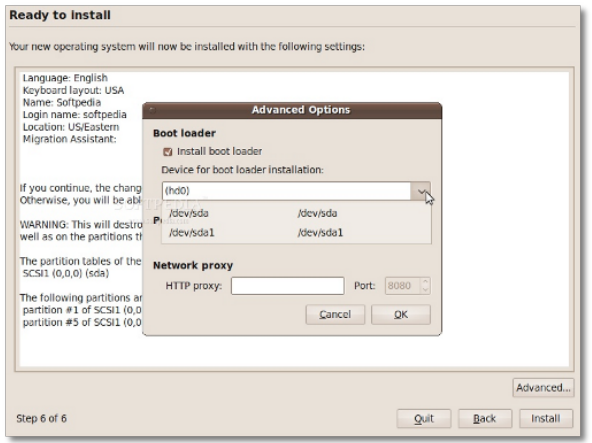 Ready to install
Your new operating system will now be installed with the following settings:
Language: English
Keyboard layout: USA
Name: Softpedia
Login name: softpedia
Location: US/Eastern
Migration Assistant:
If you continue, the chang
Otherwise, you will be abl
WARNING: This will destro
well as on the partitions th
The partition tables of the
SCSI1 (0,0,0) (sda)
The following partitions ar
partition #1 of SCSI1 (0,0
partition #5 of SCSI1 (0,0
Advanced Options
Boot loader
Install boot loader
Device for boot loader installation:
(hd0)
/dev/sda /dev/sda
/dev/sda1 /dev/sda1
Network proxy
HTTP proxy: Port: 8080
Cancel OK
Advanced...
Step 6 of 6 Quit Back Install